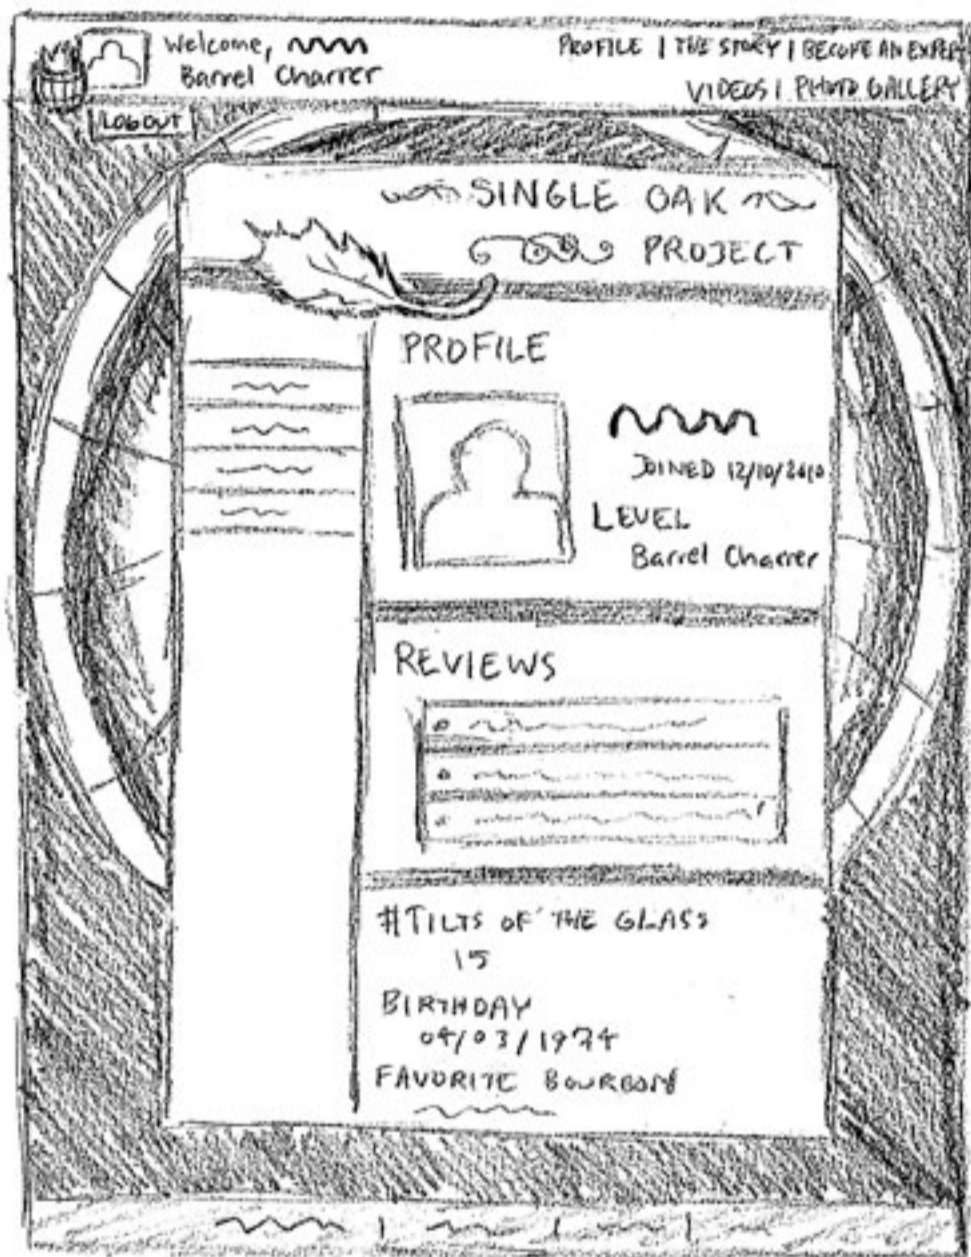 Welcome,
Barrel Charrer
PROFILE | THE STORY | BECOME AN EXPERT
VIDEOS | PHOTO GALLERY
LOGOUT
SINGLE OAK
PROJECT
PROFILE
JOINED 12/10/2010
LEVEL
Barrel Charrer
REVIEWS
#TILTS OF THE GLASS
15
BIRTHDAY
04/03/1974
FAVORITE BOURBON